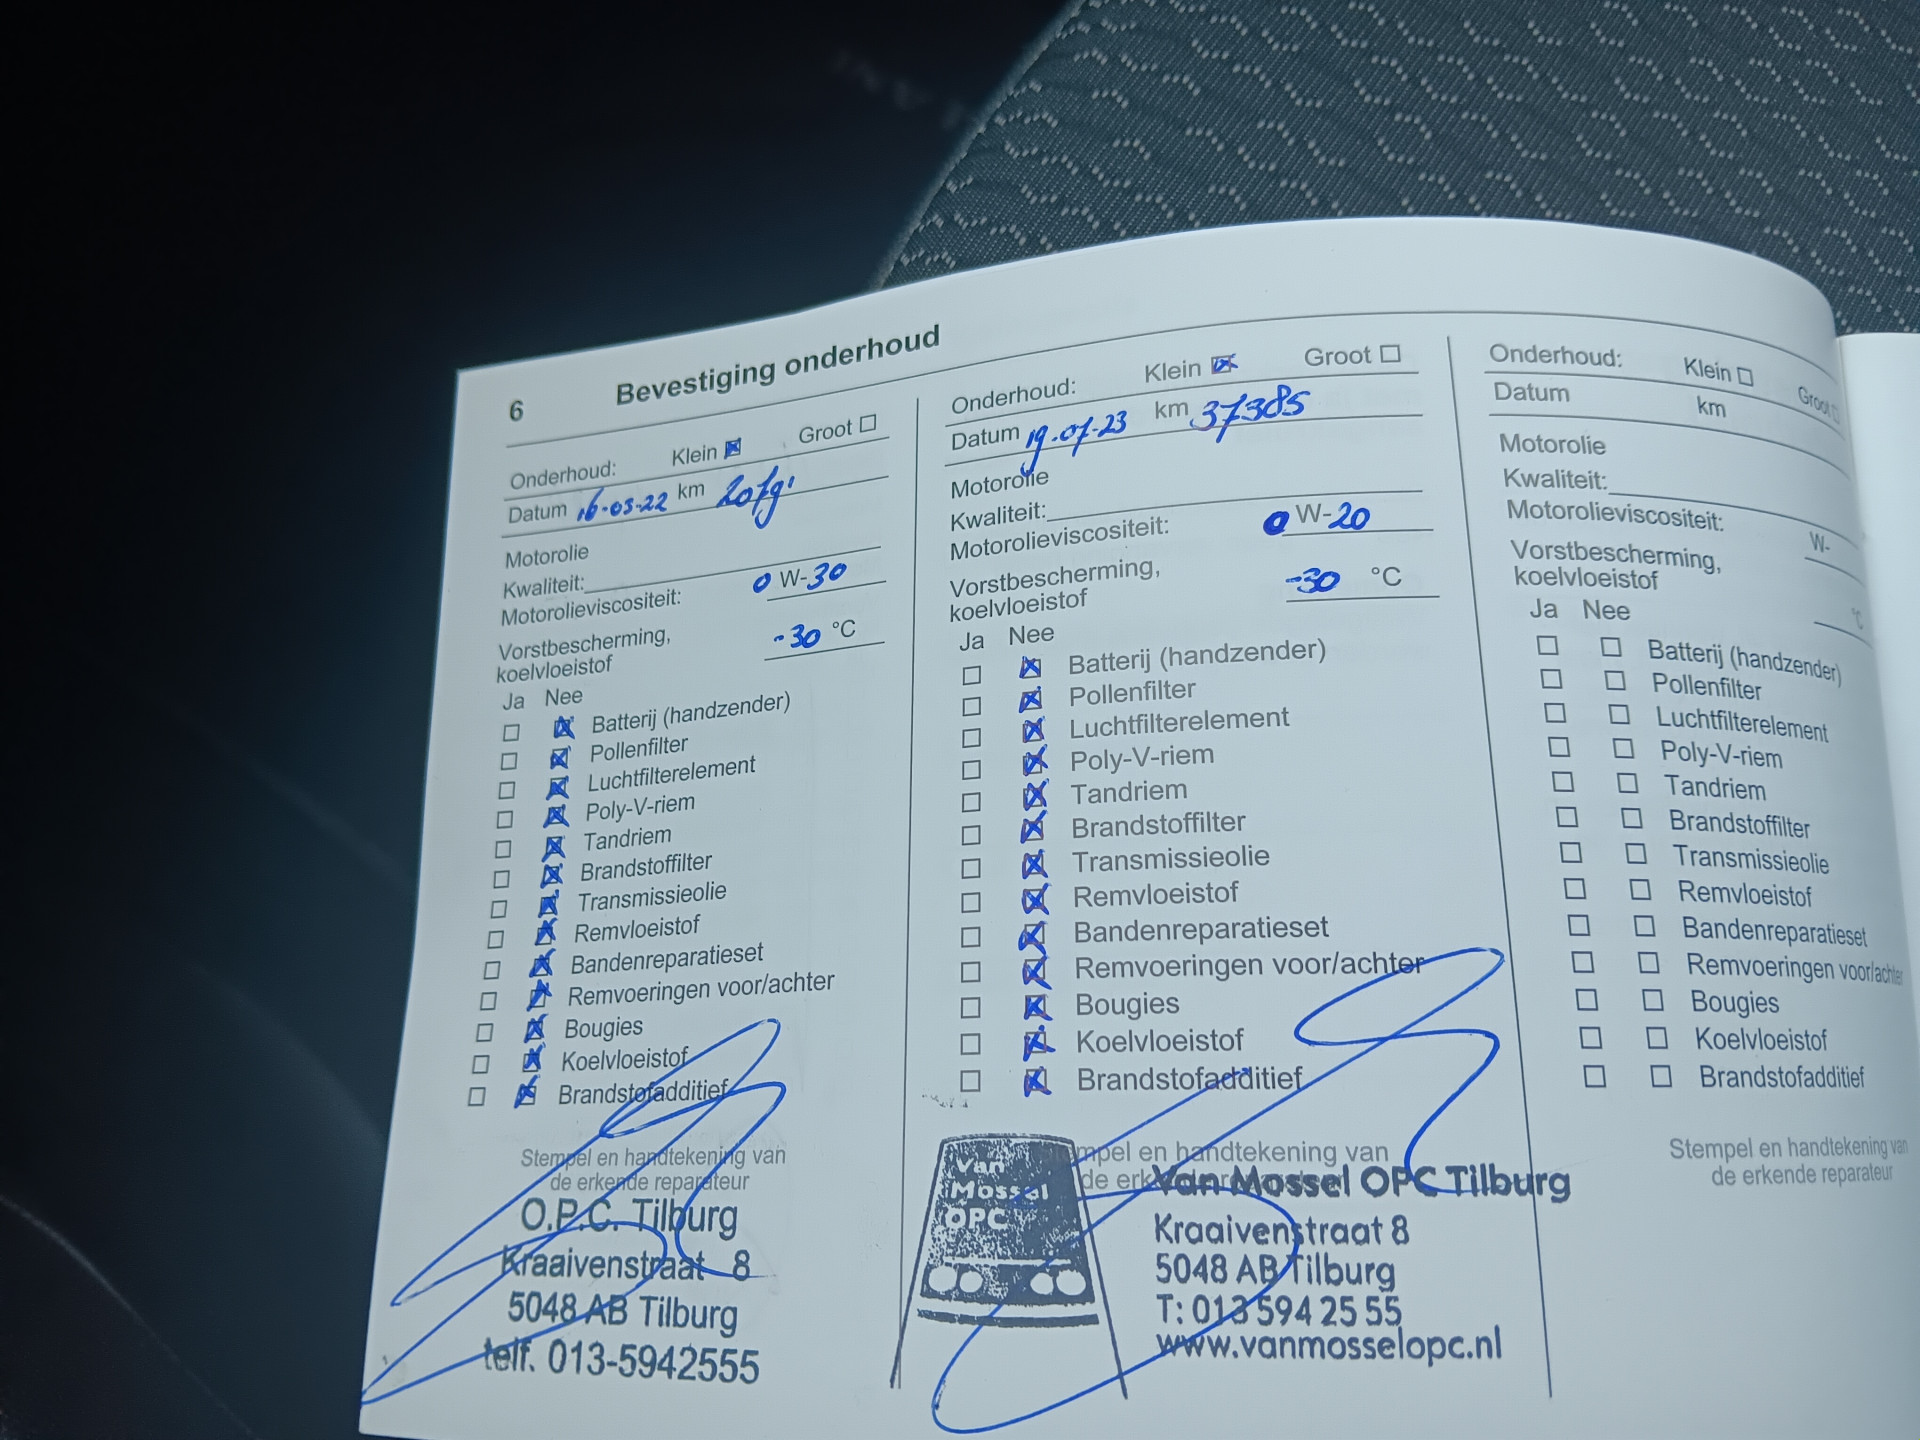 6 Bevestiging onderhoud
Onderhoud: Klein Groot
Datum 16-03-22 km
Motorolie
Kwaliteit:
Motorolieviscositeit: 0 W-30
Vorstbescherming,
koelvloeistof -30 °C
Ja Nee
Batterij (handzender)
Pollenfilter
Luchtfilterelement
Poly-V-riem
Tandriem
Brandstoffilter
Transmissieolie
Remvloeistof
Bandenreparatieset
Remvoeringen voor/achter
Bougies
Koelvloeistof
Brandstofadditief
Stempel en handtekening van
de erkende reparateur
O.P.C. Tilburg
Kraaivenstraat 8
5048 AB Tilburg
telf. 013-5942555
Onderhoud: Klein Groot
Datum 19-07-23 km 37385
Motorolie
Kwaliteit:
Motorolieviscositeit: 0 W-20
Vorstbescherming,
koelvloeistof -30 °C
Ja Nee
Batterij (handzender)
Pollenfilter
Luchtfilterelement
Poly-V-riem
Tandriem
Brandstoffilter
Transmissieolie
Remvloeistof
Bandenreparatieset
Remvoeringen voor/achter
Bougies
Koelvloeistof
Brandstofadditief
en handtekening van
de
Van
Mossel
OPC
Van Mossel OPC Tilburg
Kraaivenstraat 8
5048 AB Tilburg
T: 013 594 25 55
www.vanmosselopc.nl
Onderhoud: Klein Groot
Datum km
Motorolie
Kwaliteit:
Motorolieviscositeit: W-
Vorstbescherming,
koelvloeistof °C
Ja Nee
Batterij (handzender)
Pollenfilter
Luchtfilterelement
Poly-V-riem
Tandriem
Brandstoffilter
Transmissieolie
Remvloeistof
Bandenreparatieset
Remvoeringen voor/achter
Bougies
Koelvloeistof
Brandstofadditief
Stempel en handtekening van
de erkende reparateur